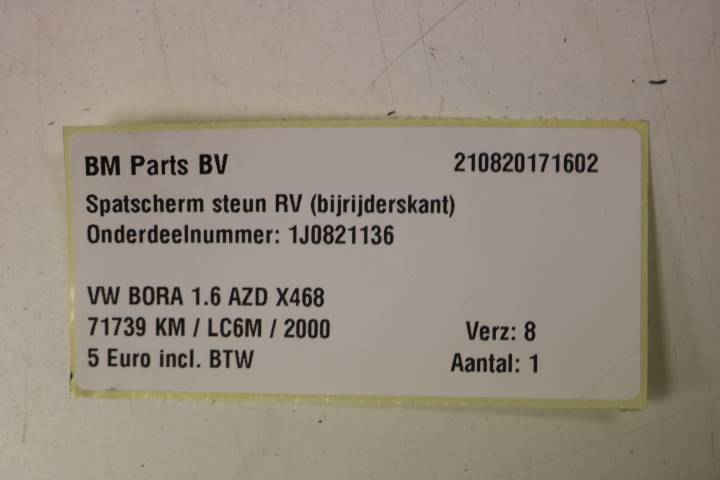 BM Parts BV 210820171602
Spatscherm steun RV (bijrijderskant)
Onderdeelnummer: 1J0821136
VW BORA 1.6 AZD X468
71739 KM / LC6M / 2000 Verz: 8
5 Euro incl. BTW Aantal: 1